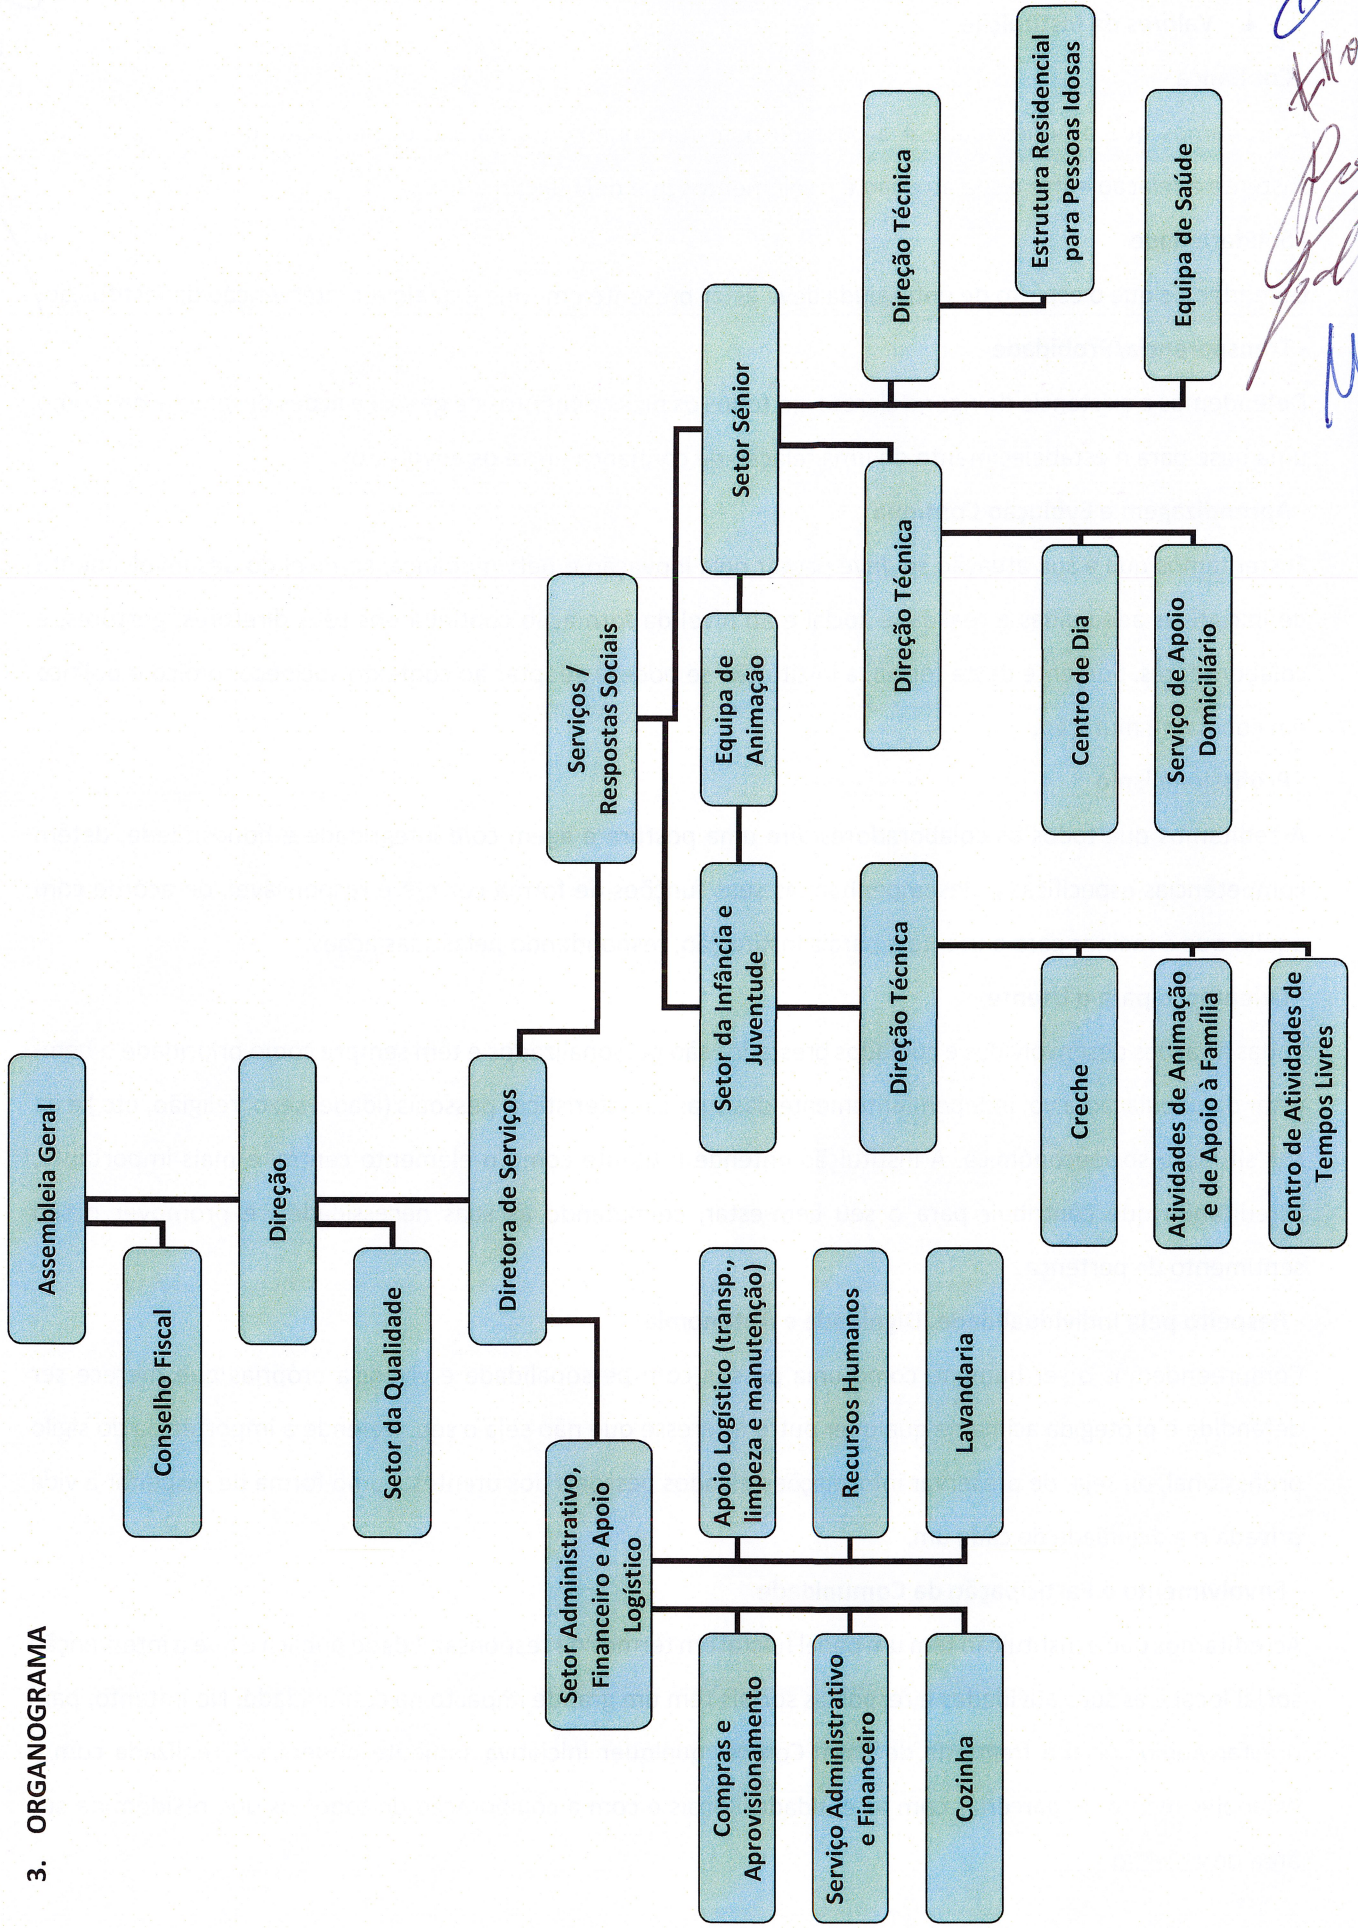 3. ORGANOGRAMA
Assembleia Geral
Conselho Fiscal
Direção
Setor da Qualidade
Diretora de Serviços
Setor Administrativo,
Financeiro e Apoio
Logístico
Serviços /
Respostas Sociais
Compras e
Aprovisionamento
Apoio Logístico (transp.,
limpeza e manutenção)
Serviço Administrativo
e Financeiro
Recursos Humanos
Cozinha
Lavandaria
Setor da Infância e
Juventude
Equipa de
Animação
Setor Sénior
Direção Técnica
Direção Técnica
Direção Técnica
Creche
Atividades de Animação
e de Apoio à Família
Centro de Atividades de
Tempos Livres
Centro de Dia
Serviço de Apoio
Domiciliário
Estrutura Residencial
para Pessoas Idosas
Equipa de Saúde